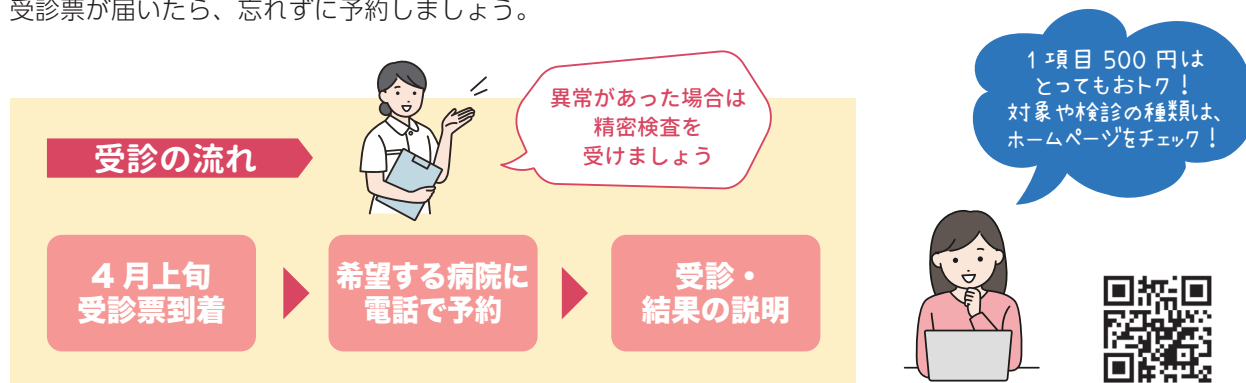 受診票が届いたら、忘れずに予約しましょう。
1項目 500 円は
とってもおトク！
対象や検診の種類は、
ホームページをチェック！
異常があった場合は
精密検査を
受けましょう
受診の流れ
4 月上旬
受診票到着
希望する病院に
電話で予約
受診・
結果の説明